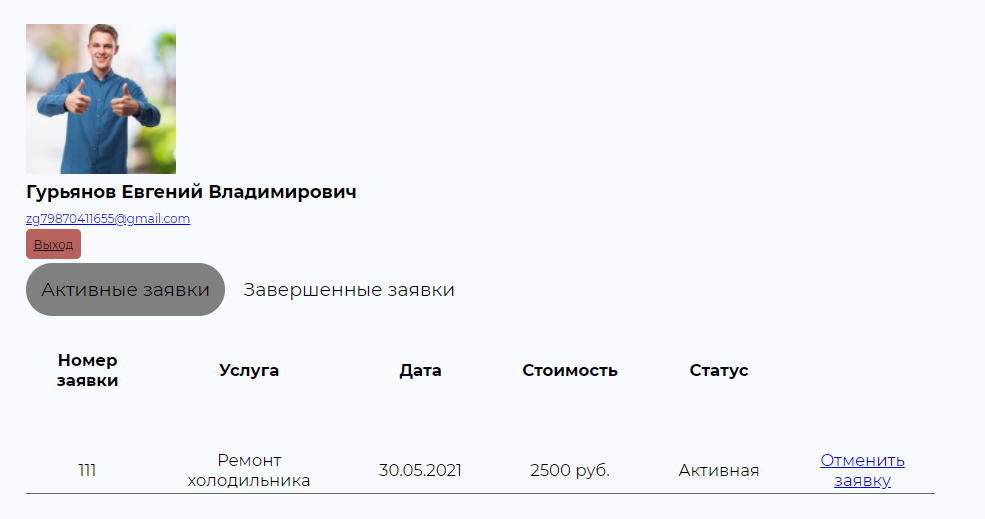 Гурьянов Евгений Владимирович
zg79870411655@gmail.com
Выход
Активные заявки Завершенные заявки
Номер заявки Услуга Дата Стоимость Статус
111 Ремонт холодильника 30.05.2021 2500 руб. Активная Отменить заявку